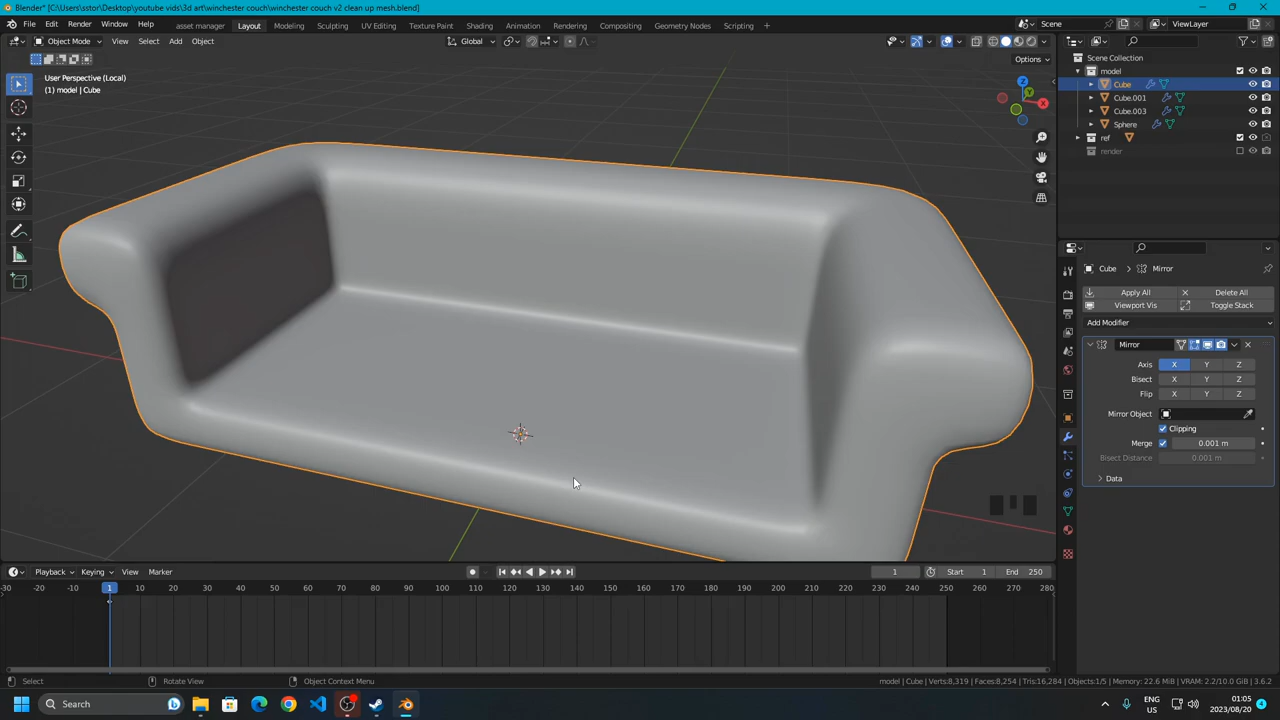 Blender* [C:\Users\sstor\Desktop\youtube vids\3d art\winchester couch\winchester couch v2 clean up mesh.blend]
File Edit Render Window Help asset manager Layout Modeling Sculpting UV Editing Texture Paint Shading Animation Rendering Compositing Geometry Nodes Scripting + Scene ViewLayer
Object Mode View Select Add Object Global
Options
User Perspective (Local)
(1) model | Cube
X
Y
Z
Scene Collection
model
Cube
Cube.001
Cube.003
Sphere
ref
render
Cube > Mirror
Apply All Delete All
Viewport Vis Toggle Stack
Add Modifier
Mirror
Axis X Y Z
Bisect X Y Z
Flip X Y Z
Mirror Object
Clipping
Merge 0.001 m
Bisect Distance 0.001 m
Data
Playback Keying View Marker 1 Start 1 End 250
-30 -20 -10 1 10 20 30 40 50 60 70 80 90 100 110 120 130 140 150 160 170 180 190 200 210 220 230 240 250 260 270 280
Select Rotate View Object Context Menu model | Cube | Verts:8,319 | Faces:8,254 | Tris:16,284 | Objects:1/5 | Memory: 22.6 MiB | VRAM: 2.2/10.0 GiB | 3.6.2
Search ENG US 01:05 2023/08/20